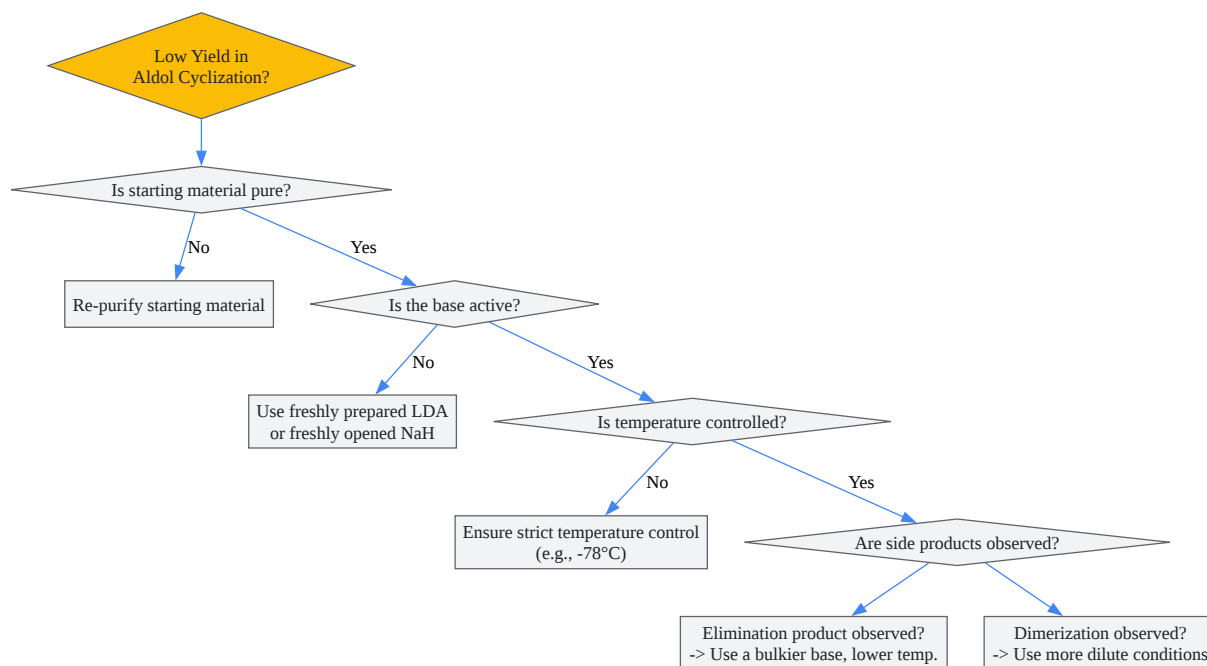 Low Yield in
Aldol Cyclization?
Is starting material pure?
No
Yes
Re-purify starting material
Is the base active?
No
Yes
Use freshly prepared LDA
or freshly opened NaH
Is temperature controlled?
No
Yes
Ensure strict temperature control
(e.g., -78°C)
Are side products observed?
Elimination product observed?
-> Use a bulkier base, lower temp.
Dimerization observed?
-> Use more dilute conditions